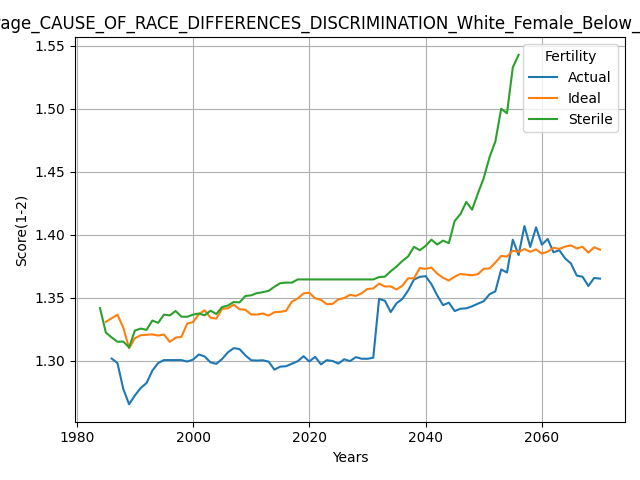 rage_CAUSE_OF_RACE_DIFFERENCES_DISCRIMINATION_White_Female_Below_
1.55
1.50
1.45
1.40
1.35
1.30
Score(1-2)
Fertility
Actual
Ideal
Sterile
1980
2000
2020
2040
2060
Years